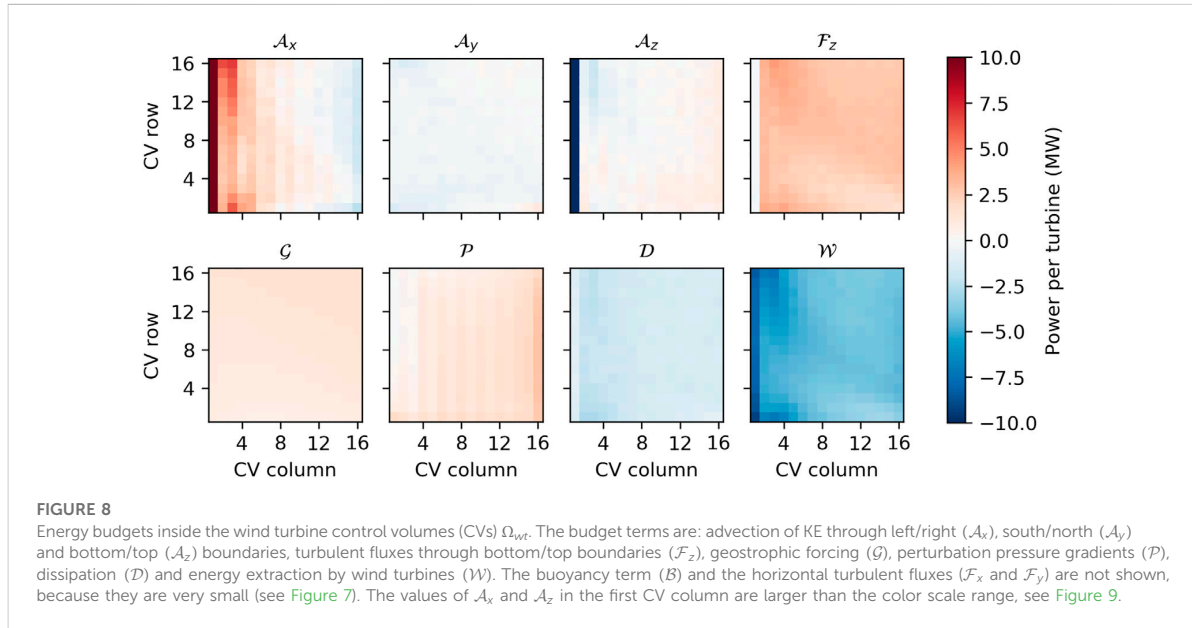 𝒜x 𝒜y 𝒜z ℱz
16
12
8
4
CV row
10.0
7.5
5.0
2.5
0.0
−2.5
−5.0
−7.5
−10.0
Power per turbine (MW)
𝒢 𝒫 𝒟 𝒲
16
12
8
4
CV row
4 8 12 16 4 8 12 16 4 8 12 16 4 8 12 16
CV column CV column CV column CV column
FIGURE 8
Energy budgets inside the wind turbine control volumes (CVs) Ωwt. The budget terms are: advection of KE through left/right (𝒜x), south/north (𝒜y)
and bottom/top (𝒜z) boundaries, turbulent fluxes through bottom/top boundaries (ℱz), geostrophic forcing (𝒢), perturbation pressure gradients (𝒫),
dissipation (𝒟) and energy extraction by wind turbines (𝒲). The buoyancy term (ℬ) and the horizontal turbulent fluxes (ℱx and ℱy) are not shown,
because they are very small (see Figure 7). The values of 𝒜x and 𝒜z in the first CV column are larger than the color scale range, see Figure 9.